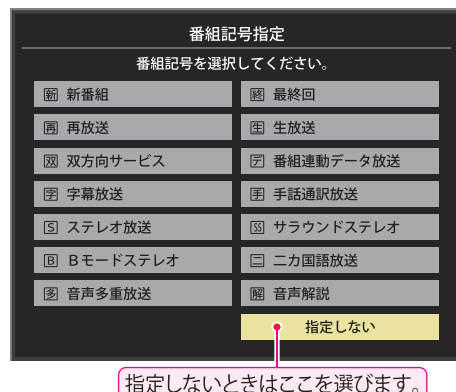 番組記号指定
番組記号を選択してください。
新 新番組
終 最終回
再 再放送
生 生放送
双 双方向サービス
デ 番組連動データ放送
字 字幕放送
手 手話通訳放送
S ステレオ放送
SS サラウンドステレオ
B Bモードステレオ
二 二カ国語放送
多 音声多重放送
解 音声解説
指定しない
指定しないときはここを選びます。